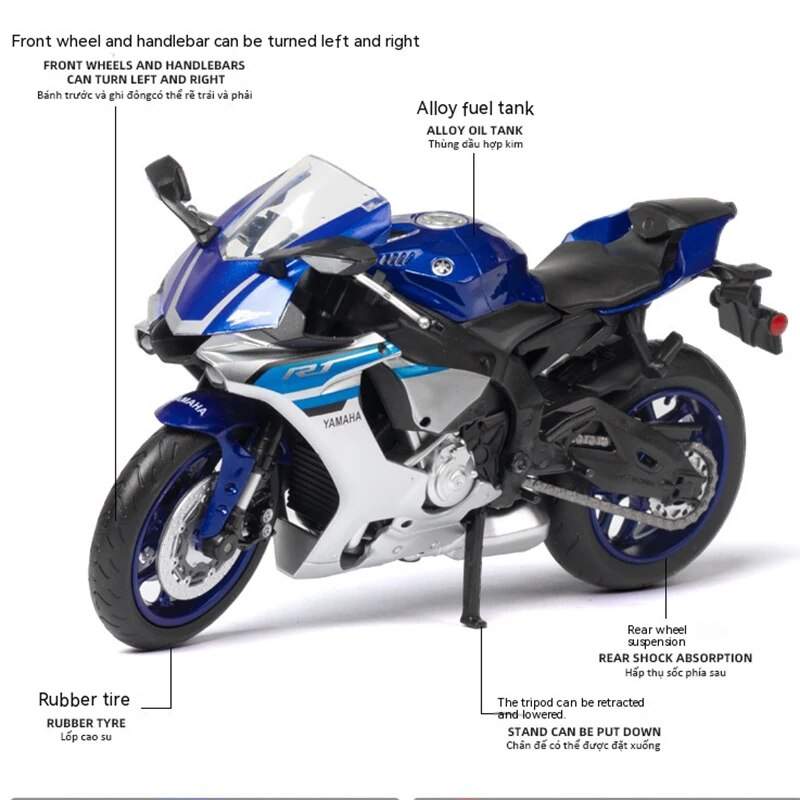 Front wheel and handlebar can be turned left and right
FRONT WHEELS AND HANDLEBARS
CAN TURN LEFT AND RIGHT
Bánh trước và ghi đôngcó thể rẽ trái và phải
Alloy fuel tank
ALLOY OIL TANK
Thùng dầu hợp kim
YAMAHA
YAMAHA
Rear wheel
suspension
REAR SHOCK ABSORPTION
Hấp thụ sốc phía sau
Rubber tire
RUBBER TYRE
Lốp cao su
The tripod can be retracted
and lowered.
STAND CAN BE PUT DOWN
Chân đế có thể được đặt xuống